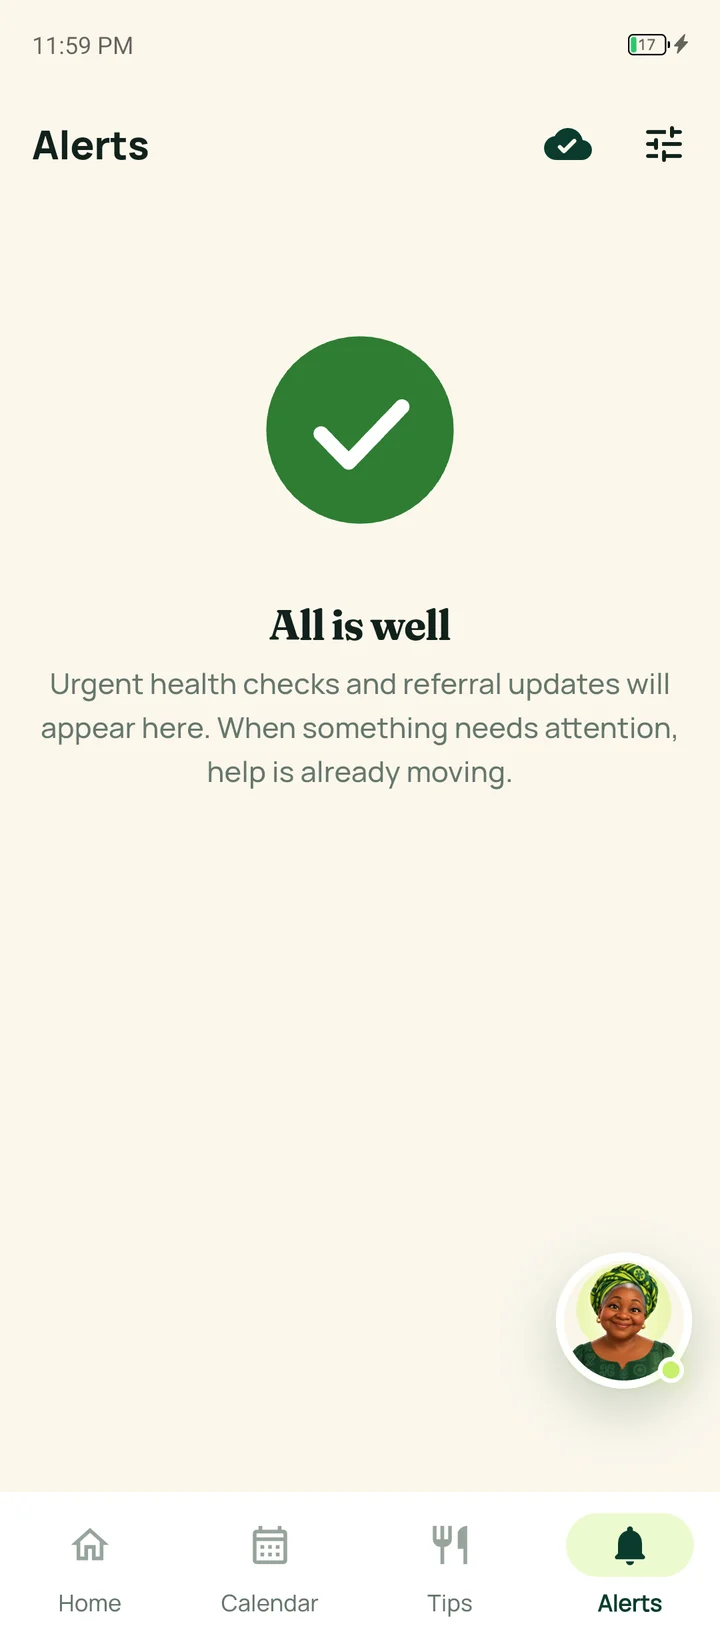 11:59 PM
17
Alerts
All is well
Urgent health checks and referral updates will
appear here. When something needs attention,
help is already moving.
Home
Calendar
Tips
Alerts